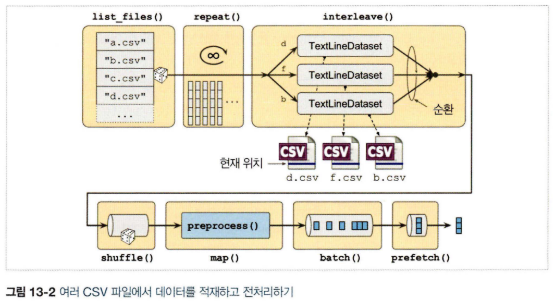 list_files()
repeat()
interleave()
"a.csv"
"b.csv"
"c.csv"
"d.csv"
...
∞
...
d
TextLineDataset
f
TextLineDataset
b
TextLineDataset
순환
현재 위치
CSV
CSV
CSV
d.csv
f.csv
b.csv
preprocess()
shuffle()
map()
batch()
prefetch()
그림 13-2 여러 CSV 파일에서 데이터를 적재하고 전처리하기